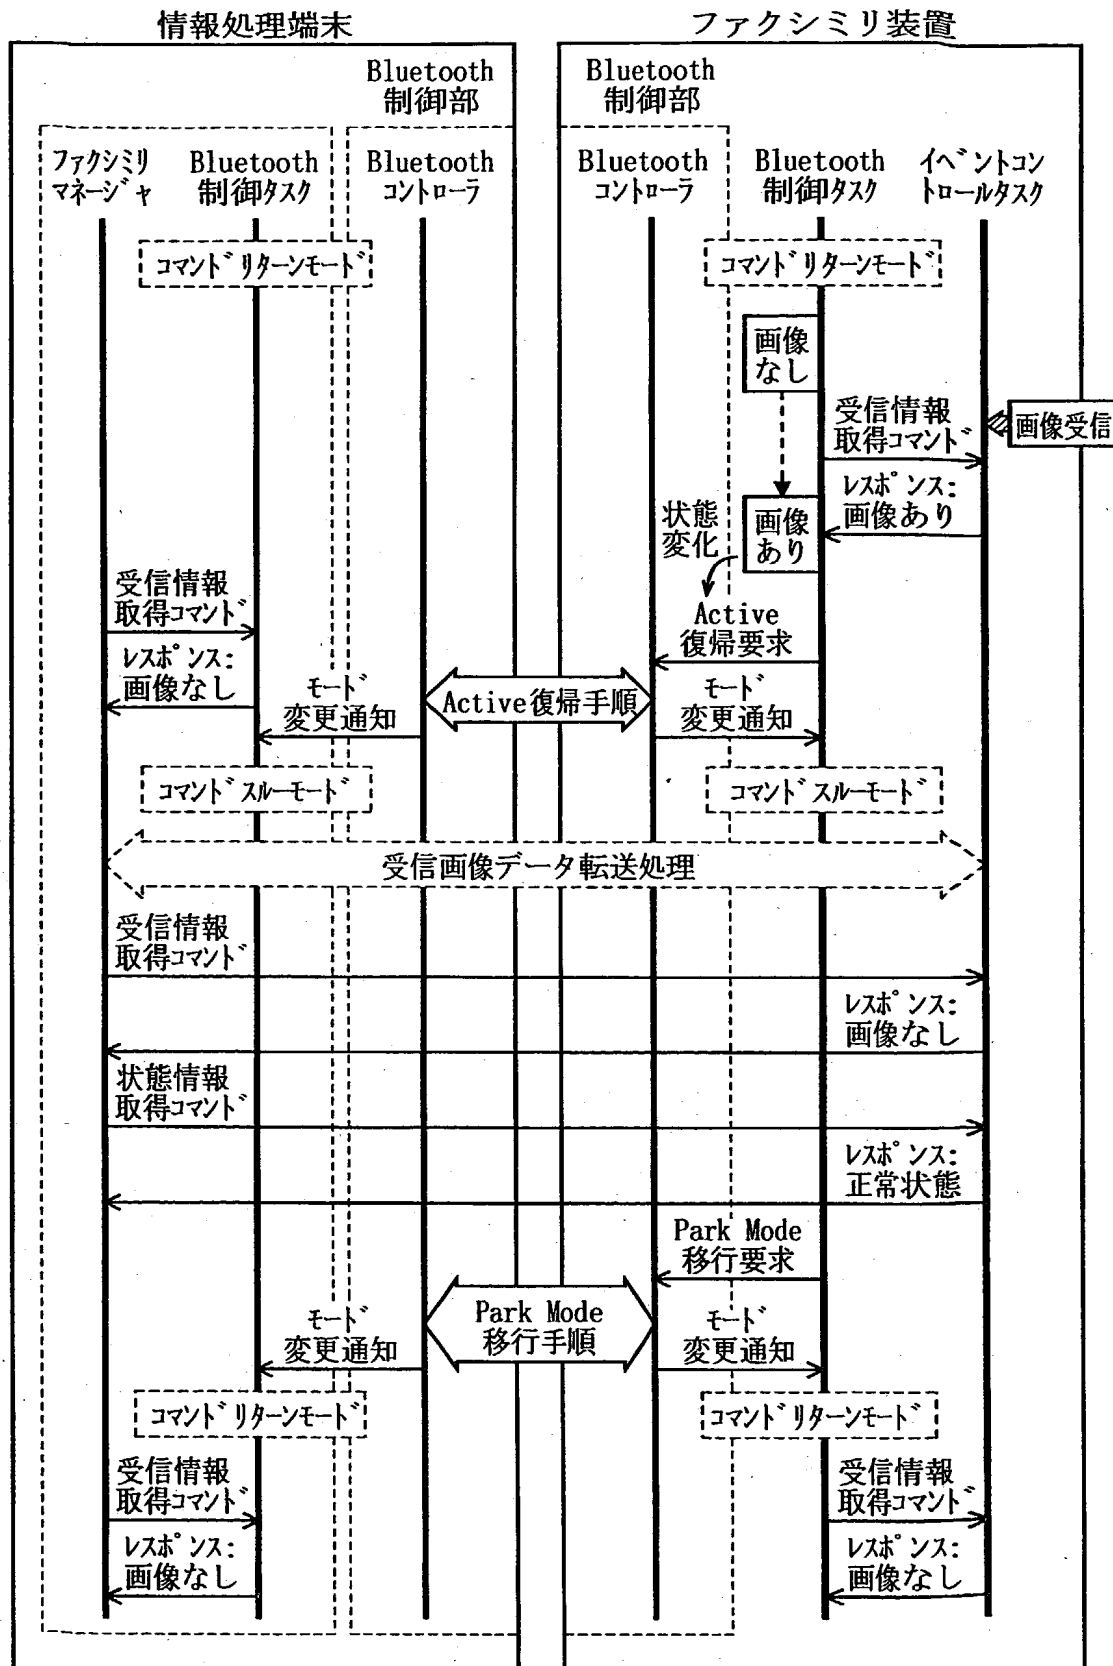 情報処理端末
ファクシミリ装置
Bluetooth
制御部
Bluetooth
制御部
ファクシミリ
マネージャ
Bluetooth
制御タスク
Bluetooth
コントローラ
Bluetooth
コントローラ
Bluetooth
制御タスク
イベントコン
トロールタスク
コマンドリターンモード
コマンドリターンモード
画像
なし
画像受信
受信情報
取得コマンド
レスポンス:
画像あり
状態
変化
画像
あり
受信情報
取得コマンド
Active
復帰要求
レスポンス:
画像なし
モード
変更通知
Active復帰手順
モード
変更通知
コマンドスルーモード
コマンドスルーモード
受信画像データ転送処理
受信情報
取得コマンド
レスポンス:
画像なし
状態情報
取得コマンド
レスポンス:
正常状態
Park Mode
移行要求
Park Mode
移行手順
モード
変更通知
モード
変更通知
コマンドリターンモード
コマンドリターンモード
受信情報
取得コマンド
受信情報
取得コマンド
レスポンス:
画像なし
レスポンス:
画像なし